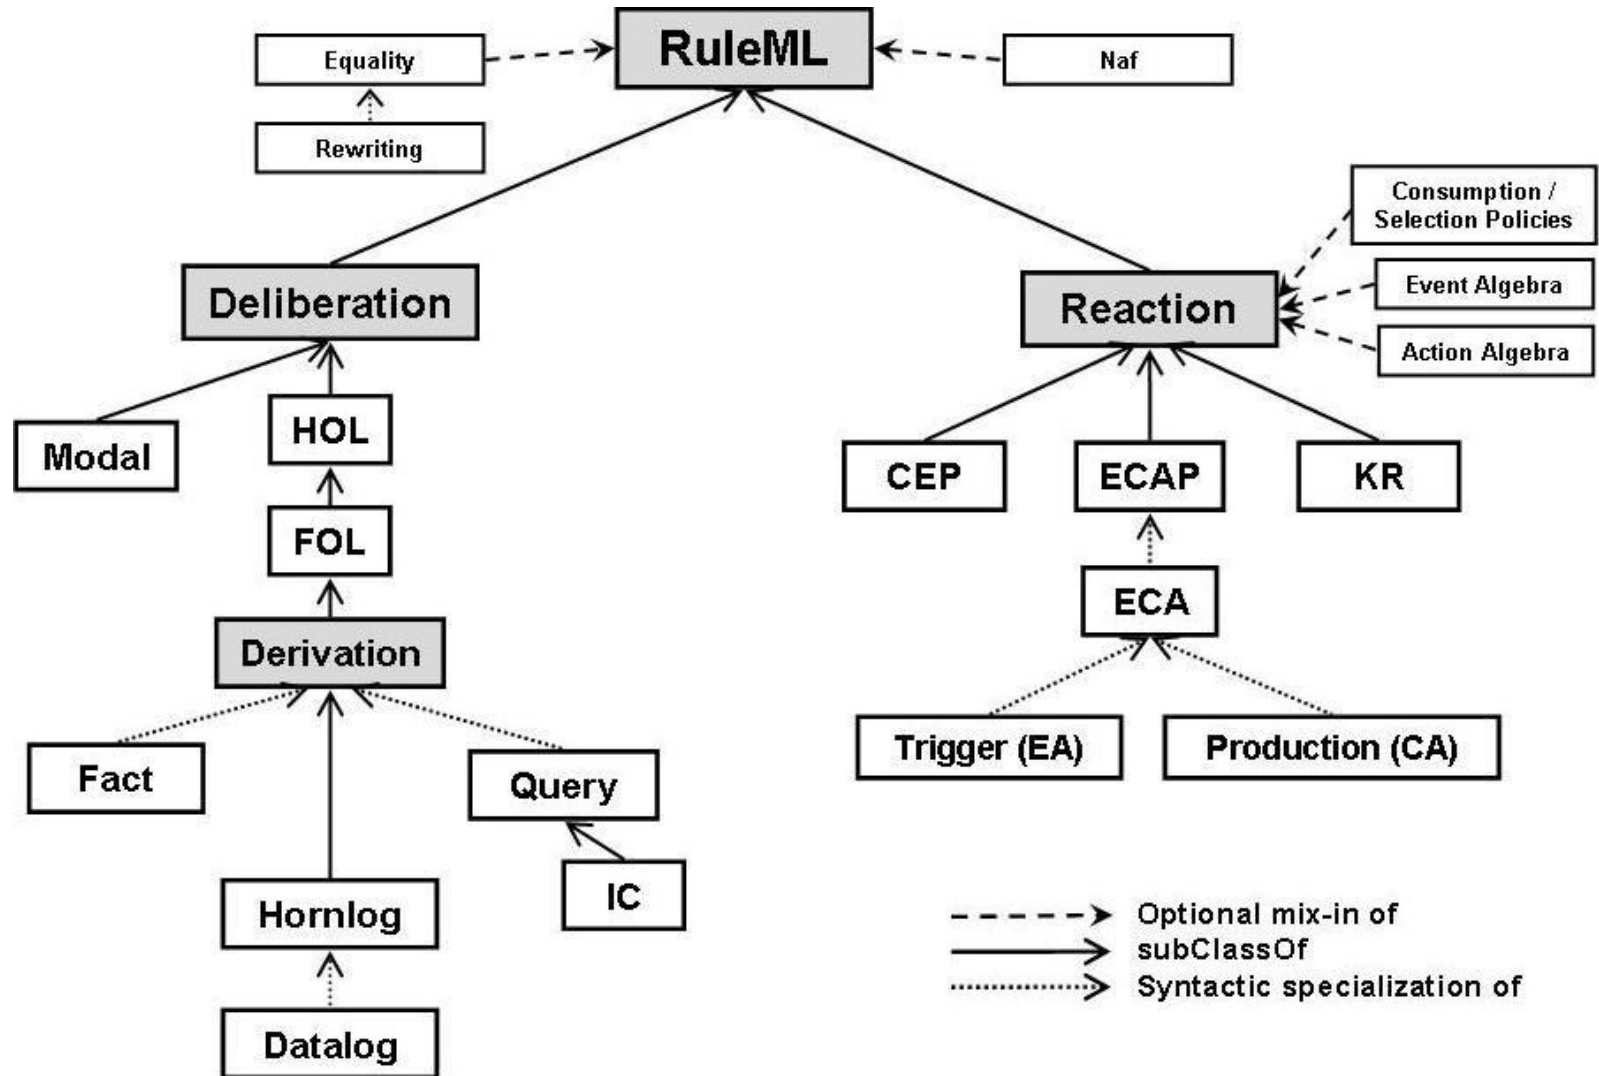 RuleML
Equality
Naf
Rewriting
Consumption /
Selection Policies
Event Algebra
Deliberation
Reaction
Action Algebra
HOL
Modal
CEP
ECAP
KR
FOL
ECA
Derivation
Trigger (EA)
Production (CA)
Fact
Query
IC
Hornlog
Optional mix-in of
subClassOf
Syntactic specialization of
Datalog